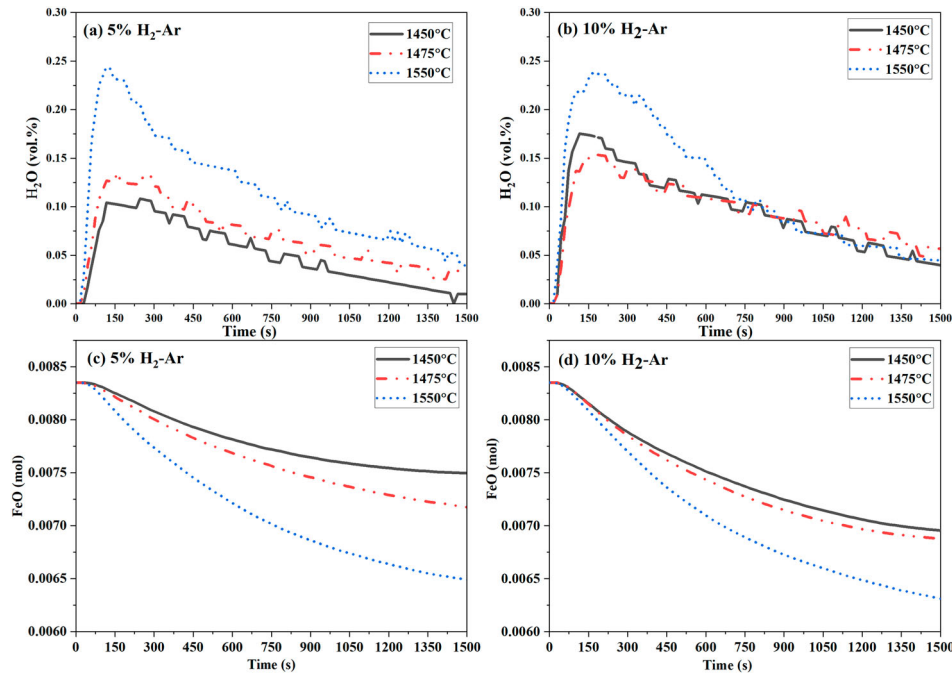 (a) 5% H₂-Ar
1450°C
1475°C
1550°C
0.30
0.25
0.20
0.15
0.10
0.05
0.00
H₂O (vol.%)
0 150 300 450 600 750 900 1050 1200 1350 1500
Time (s)
(b) 10% H2-Ar
1450°C
1475°C
1550°C
0.30
0.25
0.20
0.15
0.10
0.05
0.00
H₂O (vol.%)
0 150 300 450 600 750 900 1050 1200 1350 1500
Time (s)
(c) 5% H₂-Ar
1450°C
1475°C
1550°C
0.0085
0.0080
0.0075
0.0070
0.0065
0.0060
FeO (mol)
0 150 300 450 600 750 900 1050 1200 1350 1500
Time (s)
(d) 10% H2-Ar
1450°C
1475°C
1550°C
0.0085
0.0080
0.0075
0.0070
0.0065
0.0060
FeO (mol)
0 150 300 450 600 750 900 1050 1200 1350 1500
Time (s)